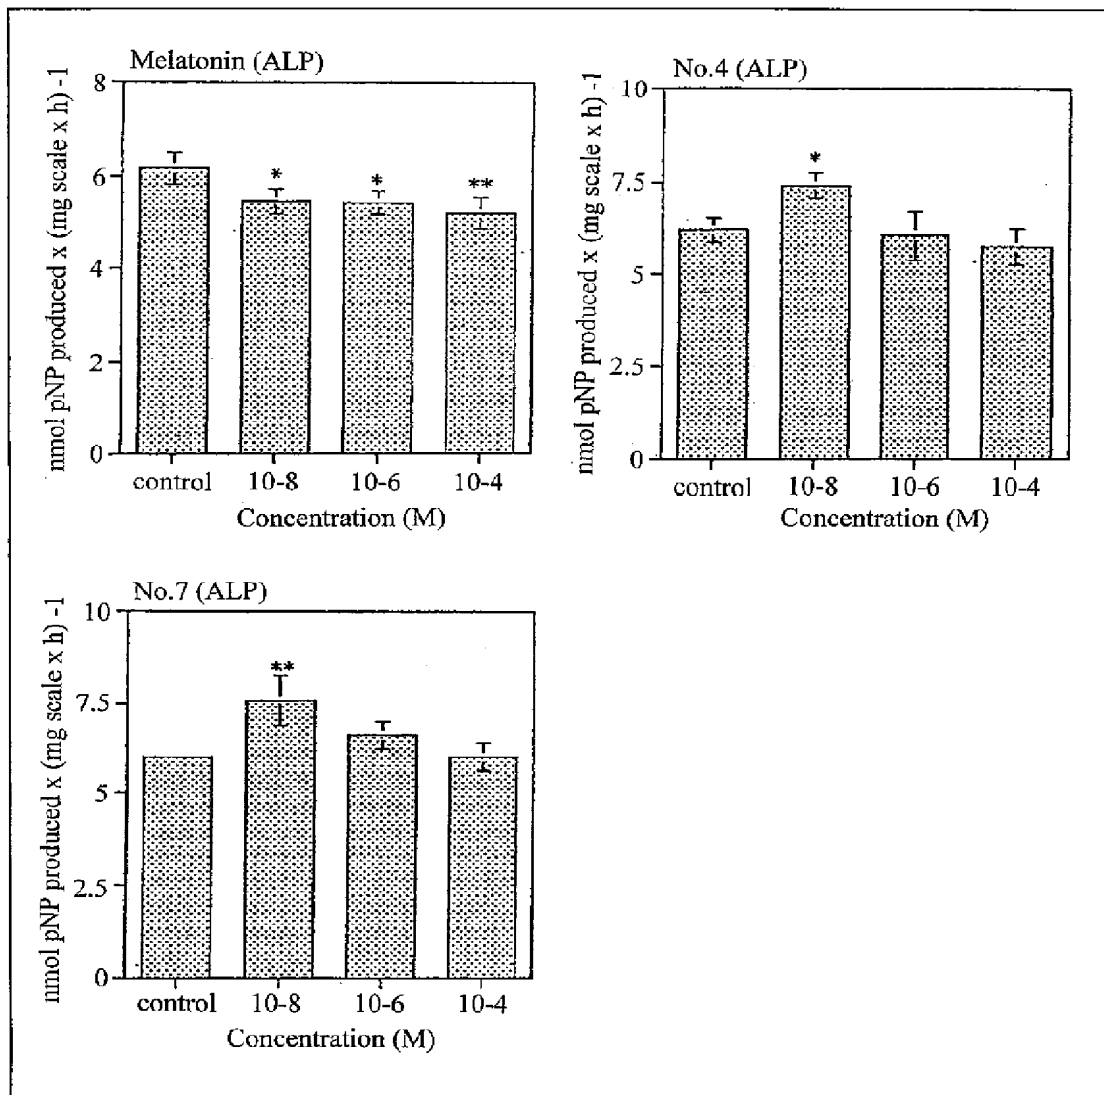 Melatonin (ALP)
nmol pNP produced x (mg scale x h) -1
8
6
4
2
0
*
*
**
control 10-8 10-6 10-4
Concentration (M)
No.4 (ALP)
nmol pNP produced x (mg scale x h) -1
10
7.5
5
2.5
0
*
control 10-8 10-6 10-4
Concentration (M)
No.7 (ALP)
nmol pNP produced x (mg scale x h) -1
10
7.5
5
2.5
0
**
control 10-8 10-6 10-4
Concentration (M)